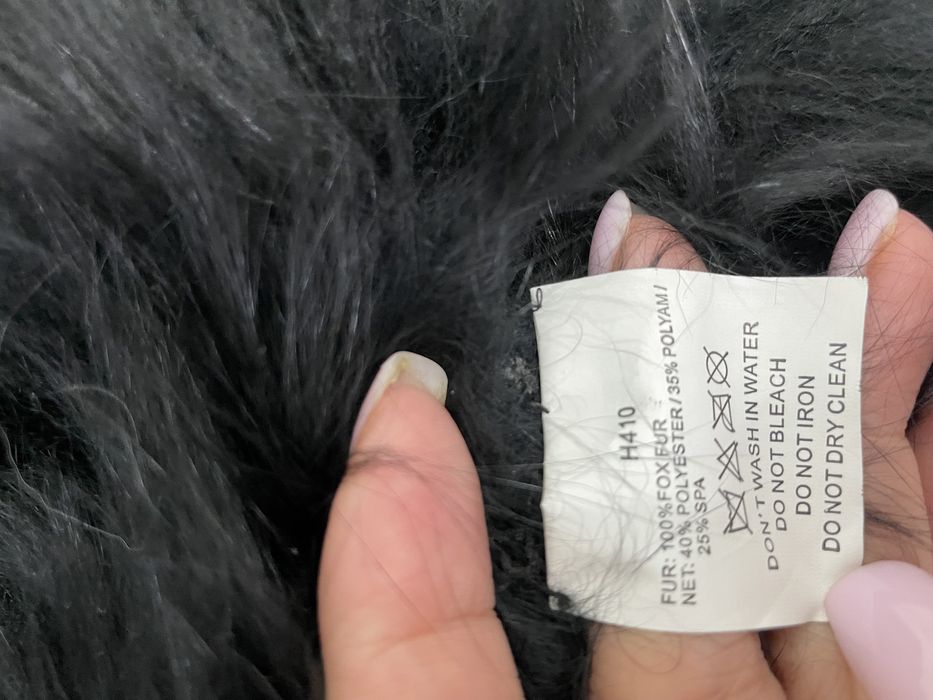 H410
FUR: 100%FOX FUR
NET: 40% POLYESTER/35% POLYAM/
25%SPA
DON'T WASH IN WATER
DO NOT BLEACH
DO NOT IRON
DO NOT DRY CLEAN